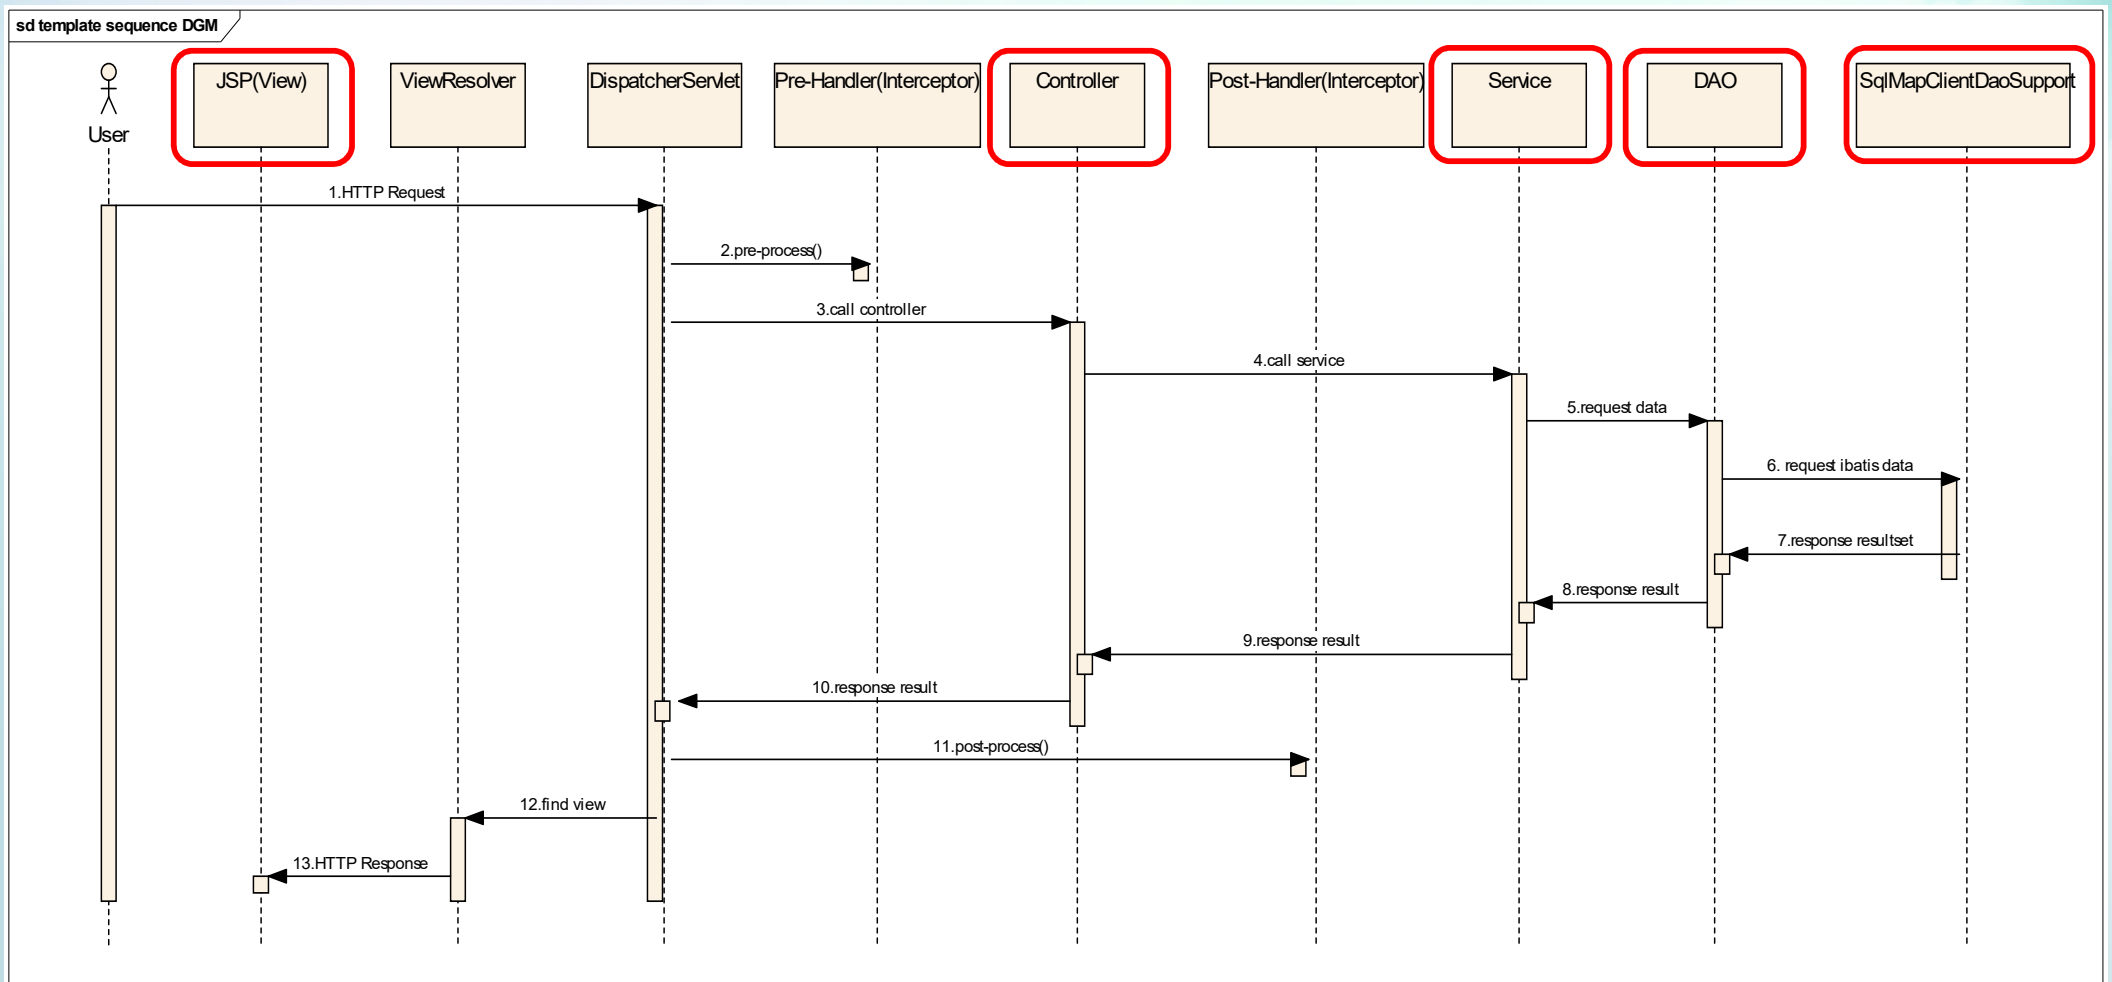 sd template sequence DGM
User
JSP(View)
ViewResolver
DispatcherServlet
Pre-Handler(Interceptor)
Controller
Post-Handler(Interceptor)
Service
DAO
SqlMapClientDaoSupport
1.HTTP Request
2.pre-process()
3.call controller
4.call service
5.request data
6. request ibatis data
7.response resultset
8.response result
9.response result
10.response result
11.post-process()
12.find view
13.HTTP Response